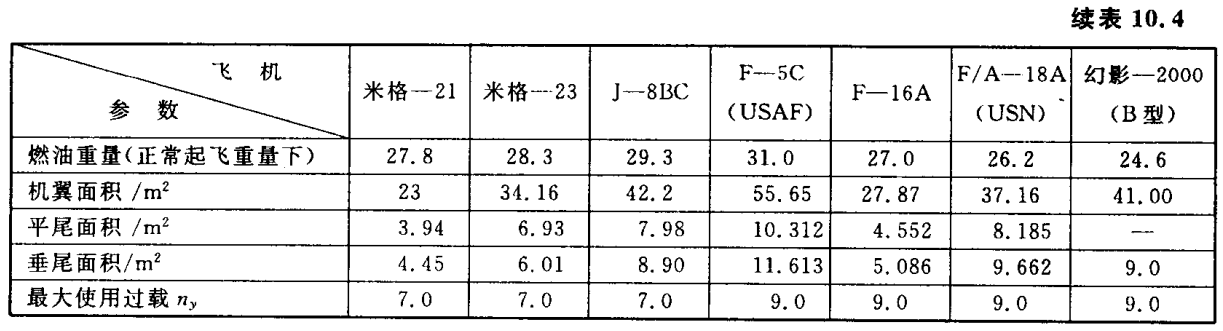 续表 10.4
飞 机
参 数
米格—21 米格—23 J—8BC F—5C (USAF) F—16A F/A—18A (USN) 幻影—2000 (B 型)
燃油重量(正常起飞重量下) 27.8 28.3 29.3 31.0 27.0 26.2 24.6
机翼面积 /m² 23 34.16 42.2 55.65 27.87 37.16 41.00
平尾面积 /m² 3.94 6.93 7.98 10.312 4.552 8.185 —
垂尾面积/m² 4.45 6.01 8.90 11.613 5.086 9.662 9.0
最大使用过载 ny 7.0 7.0 7.0 9.0 9.0 9.0 9.0